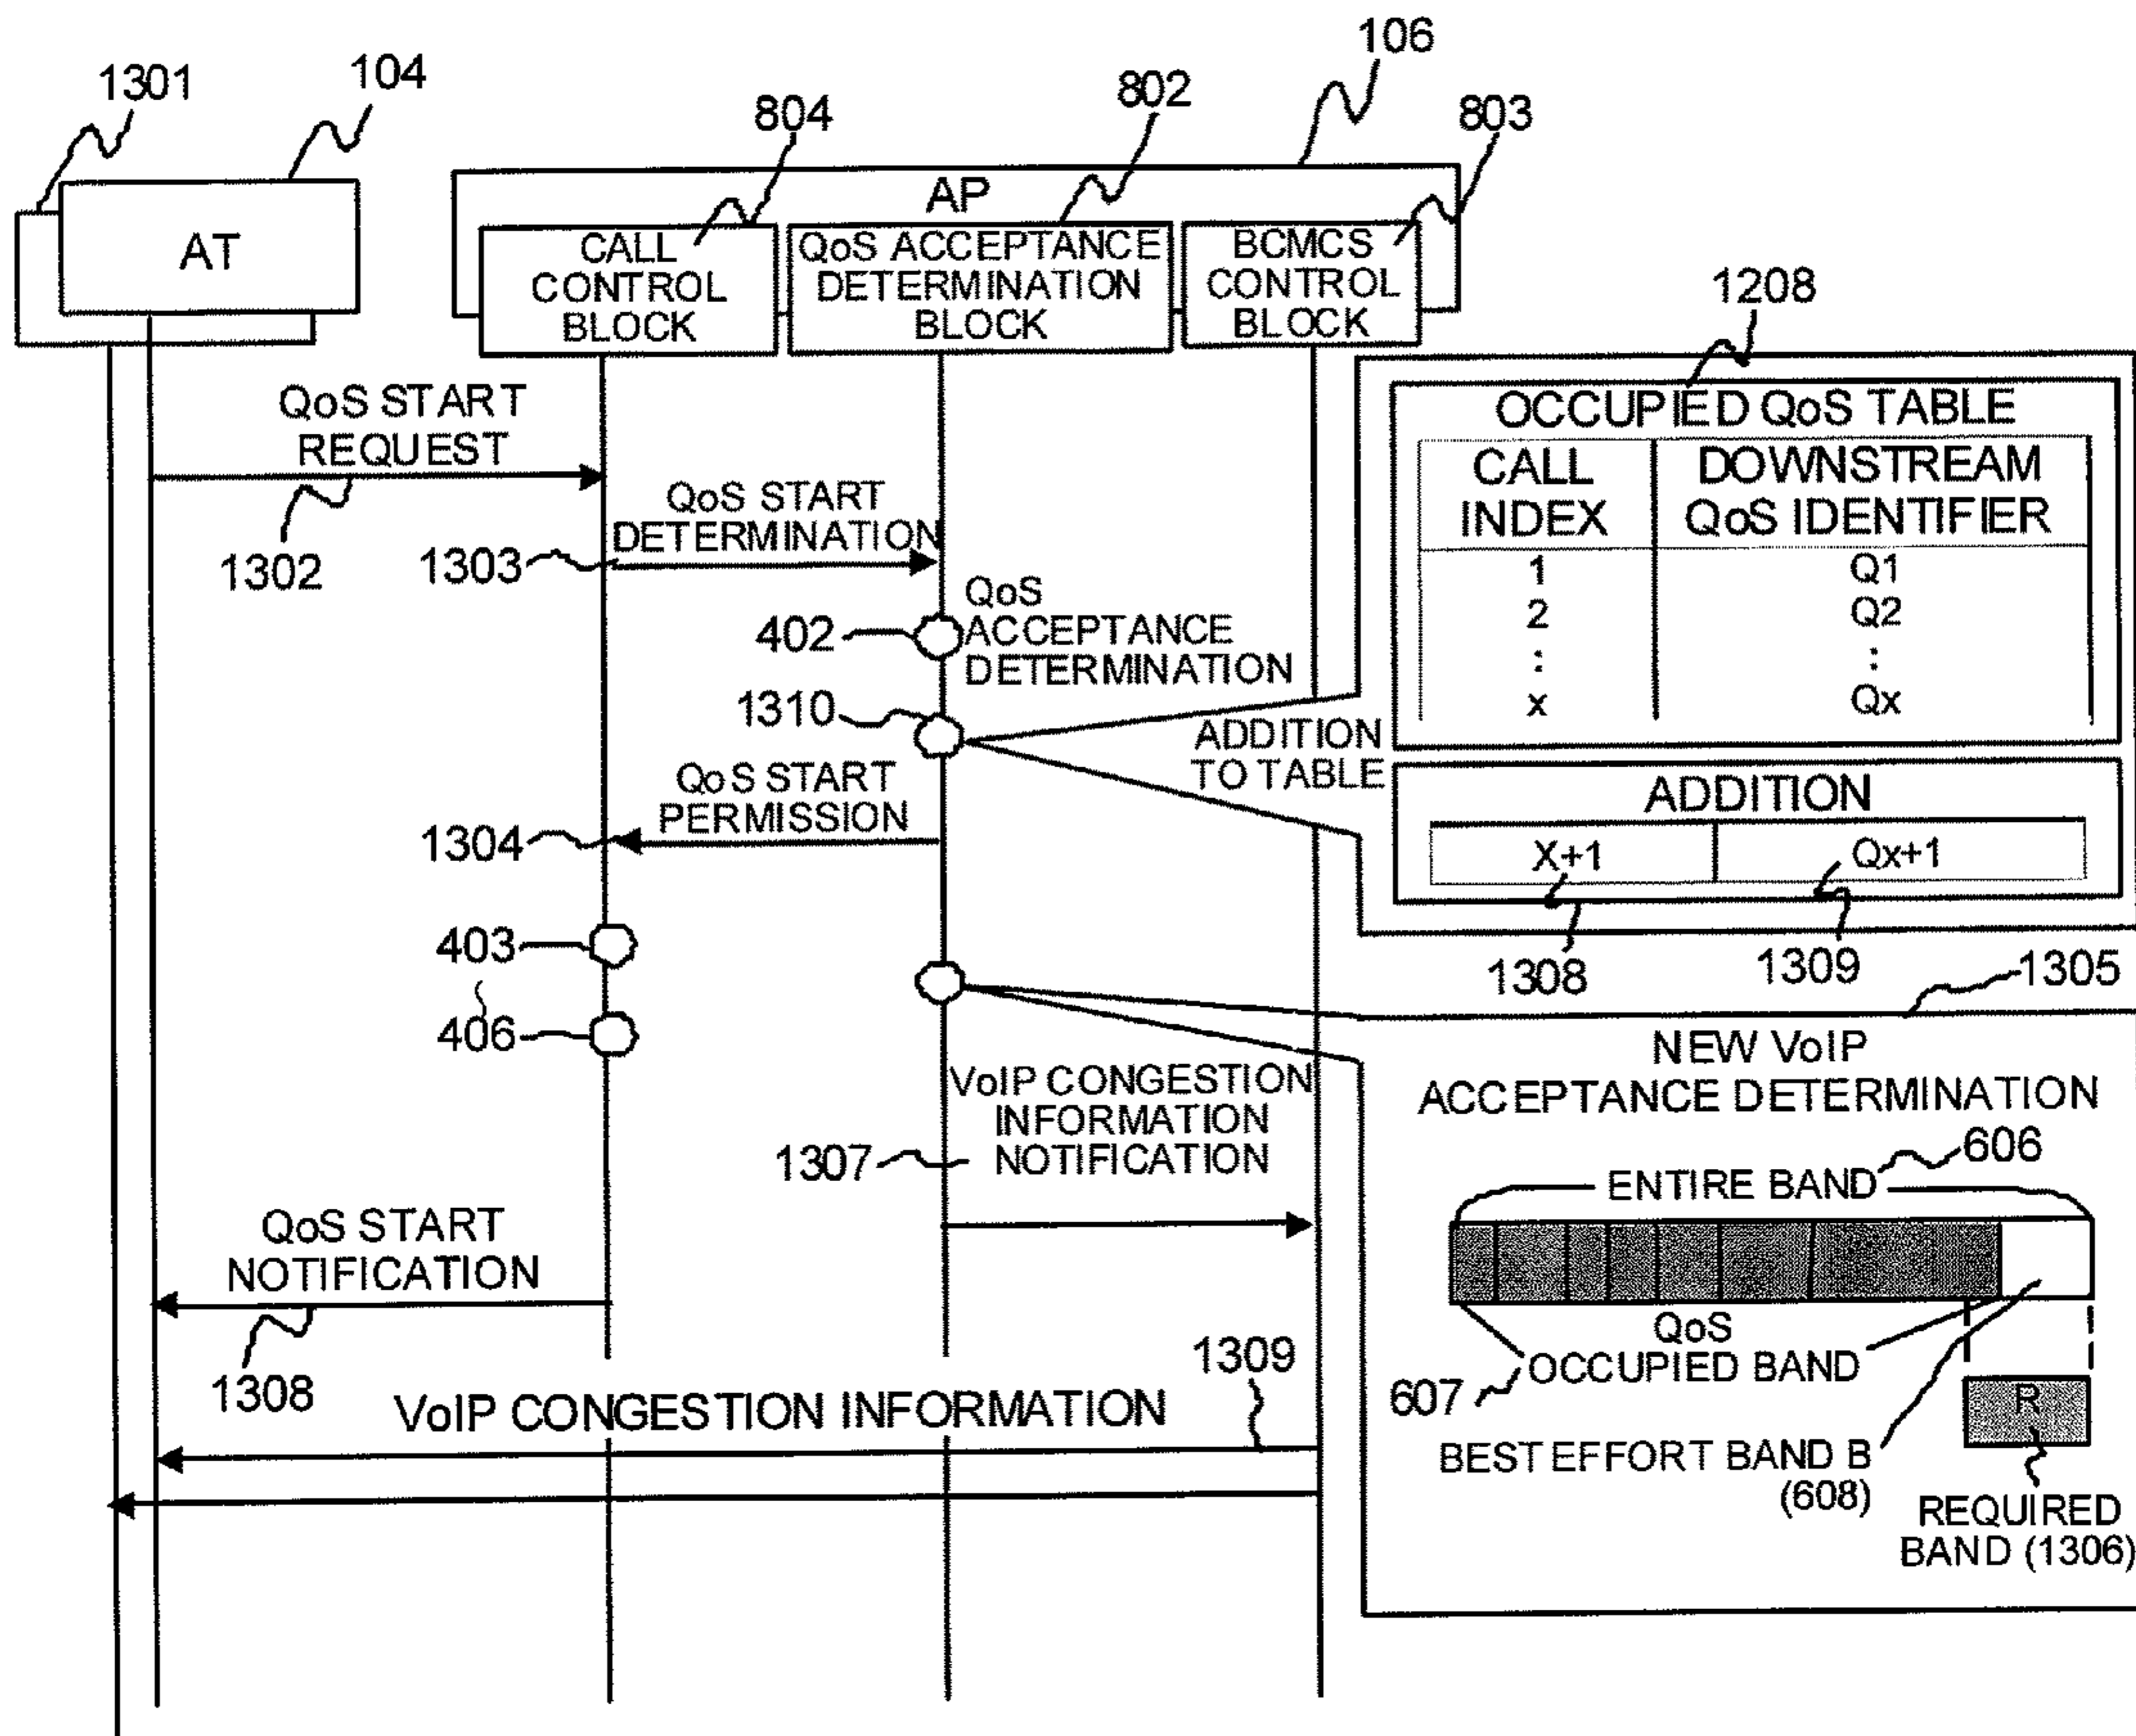 106
1301
104
804
802
803
AP
AT
CALL
CONTROL
BLOCK
QoS ACCEPTANCE
DETERMINATION
BLOCK
BCMCS
CONTROL
BLOCK
1208
QoS START
REQUEST
1302
QoS START
DETERMINATION
1303
402
QoS
ACCEPTANCE
DETERMINATION
1310
ADDITION
TO TABLE
QoS START
PERMISSION
1304
OCCUPIED QoS TABLE
CALL
INDEX
DOWNSTREAM
QoS IDENTIFIER
1 Q1
2 Q2
: :
x Qx
ADDITION
X+1 Qx+1
1308
1309
1305
403
406
NEW VoIP
ACCEPTANCE DETERMINATION
VoIP CONGESTION
INFORMATION
NOTIFICATION
1307
606
ENTIRE BAND
QoS
OCCUPIED BAND
607
R
BEST EFFORT BAND B
(608)
REQUIRED
BAND (1306)
QoS START
NOTIFICATION
1308
1309
VoIP CONGESTION INFORMATION